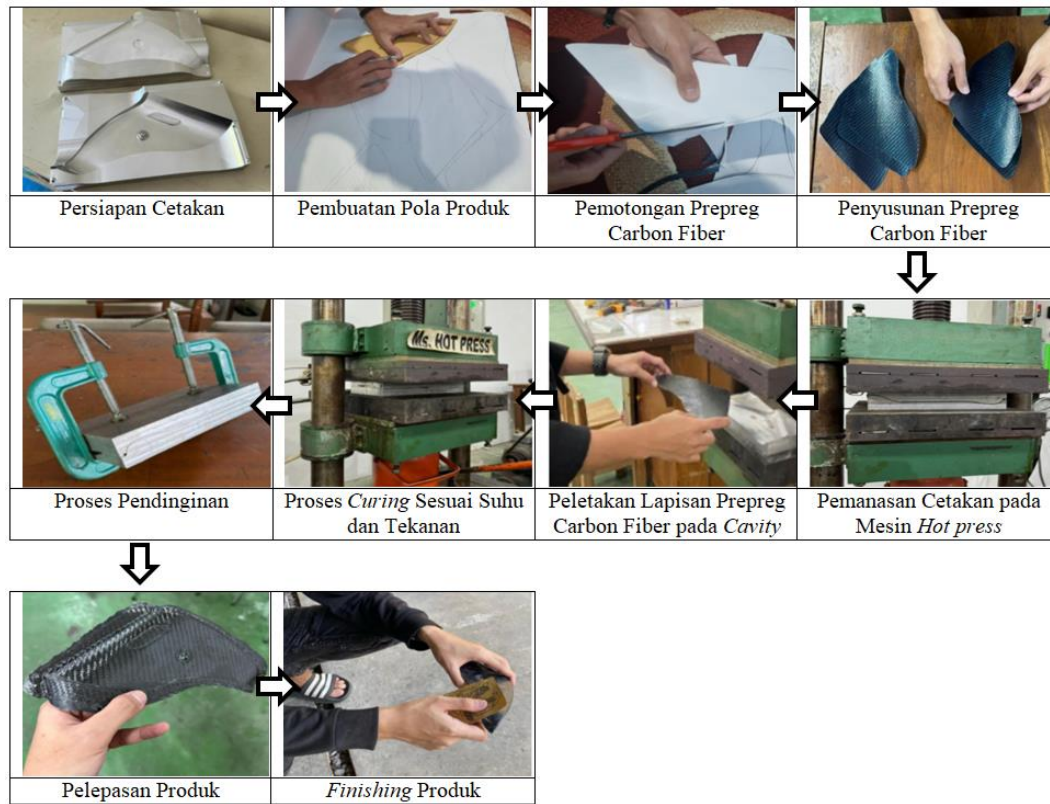 Persiapan Cetakan
Pembuatan Pola Produk
Pemotongan Prepreg
Carbon Fiber
Penyusunan Prepreg
Carbon Fiber
Ms. HOT PRESS
Proses Pendinginan
Proses Curing Sesuai Suhu
dan Tekanan
Peletakan Lapisan Prepreg
Carbon Fiber pada Cavity
Pemanasan Cetakan pada
Mesin Hot press
Pelepasan Produk
Finishing Produk